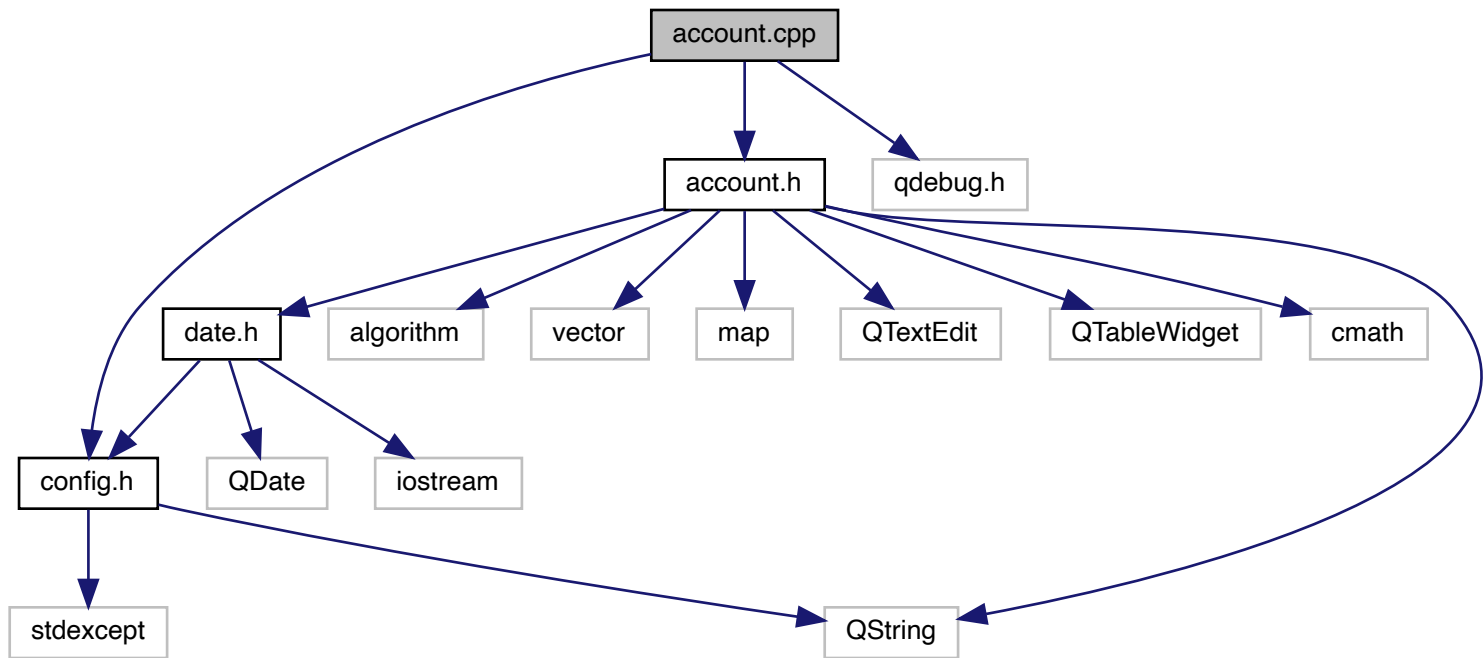 account.cpp
account.h
qdebug.h
date.h
algorithm
vector
map
QTextEdit
QTableWidget
cmath
config.h
QDate
iostream
stdexcept
QString